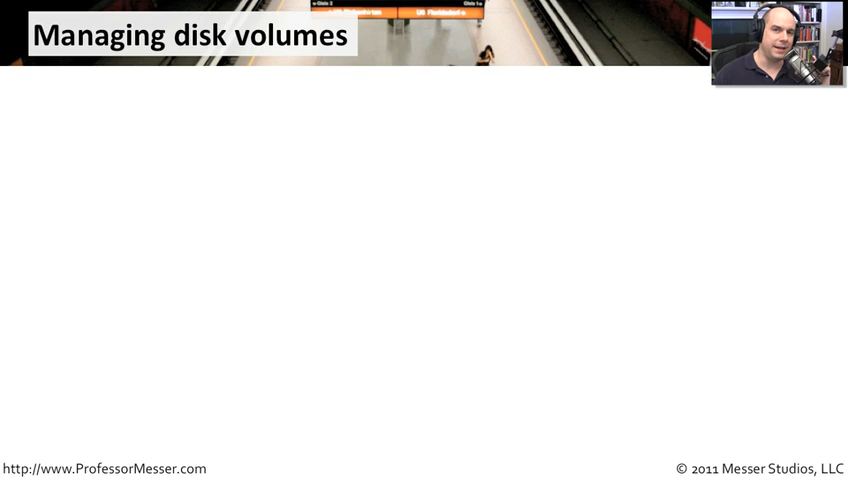 Managing disk volumes
http://www.ProfessorMesser.com
© 2011 Messer Studios, LLC